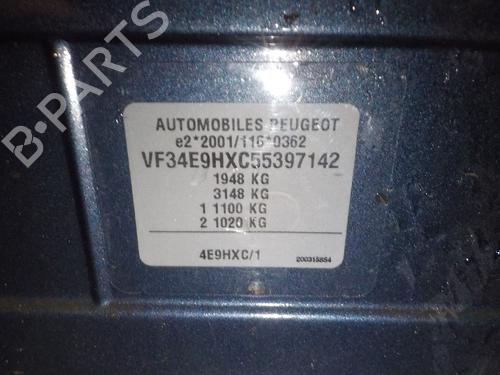 B-PARTS
AUTOMOBILES PEUGEOT
e2*2001/116*0362
VF34E9HXC55397142
1948 KG
3148 KG
1 1100 KG
2 1020 KG
4E9HXC/1
200315884